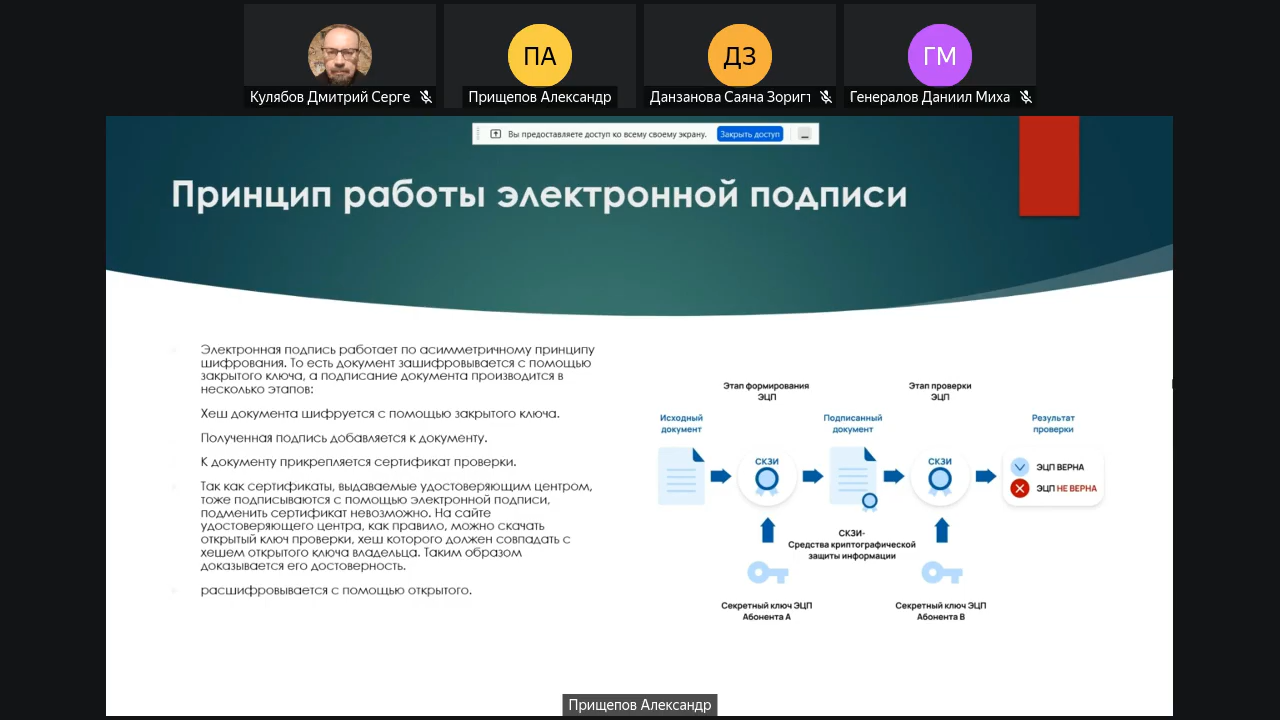 ПА
ДЗ
ГМ
Кулябов Дмитрий Серге
Прищепов Александр
Данзанова Саяна Зориг
Генералов Даниил Миха
Вы предоставляете доступ ко всему своему экрану.
Закрыть доступ
Принцип работы электронной подписи
Электронная подпись работает по асимметричному принципу
шифрования. То есть документ зашифровывается с помощью
закрытого ключа, а подписание документа производится в
несколько этапов:
Хеш документа шифруется с помощью закрытого ключа.
Полученная подпись добавляется к документу.
К документу прикрепляется сертификат проверки.
Так как сертификаты, выдаваемые удостоверяющим центром,
тоже подписываются с помощью электронной подписи,
подменить сертификат невозможно. На сайте
удостоверяющего центра, как правило, можно скачать
открытый ключ проверки, хеш которого должен совпадать с
хешем открытого ключа владельца. Таким образом
доказывается его достоверность.
расшифровывается с помощью открытого.
Этап формирования
ЭЦП
Этап проверки
ЭЦП
Исходный
документ
Подписанный
документ
Результат
проверки
СКЗИ
СКЗИ
ЭЦП ВЕРНА
ЭЦП НЕ ВЕРНА
СКЗИ-
Средства криптографической
защиты информации
Секретный ключ ЭЦП
Абонента А
Секретный ключ ЭЦП
Абонента В
Прищепов Александр